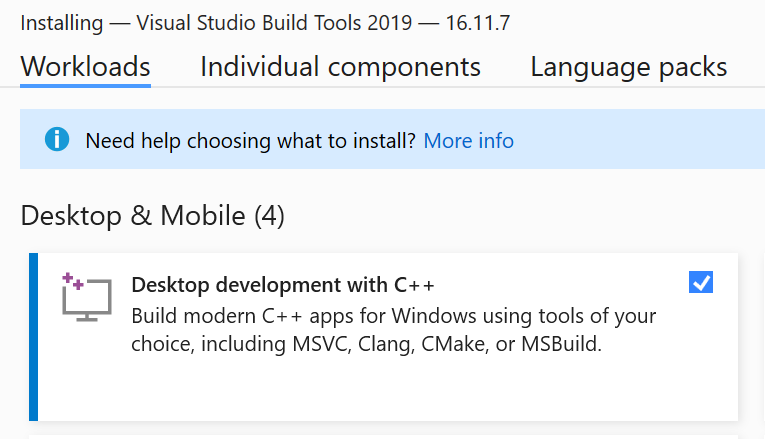 Installing — Visual Studio Build Tools 2019 — 16.11.7
Workloads Individual components Language packs
Need help choosing what to install? More info
Desktop & Mobile (4)
Desktop development with C++
Build modern C++ apps for Windows using tools of your
choice, including MSVC, Clang, CMake, or MSBuild.